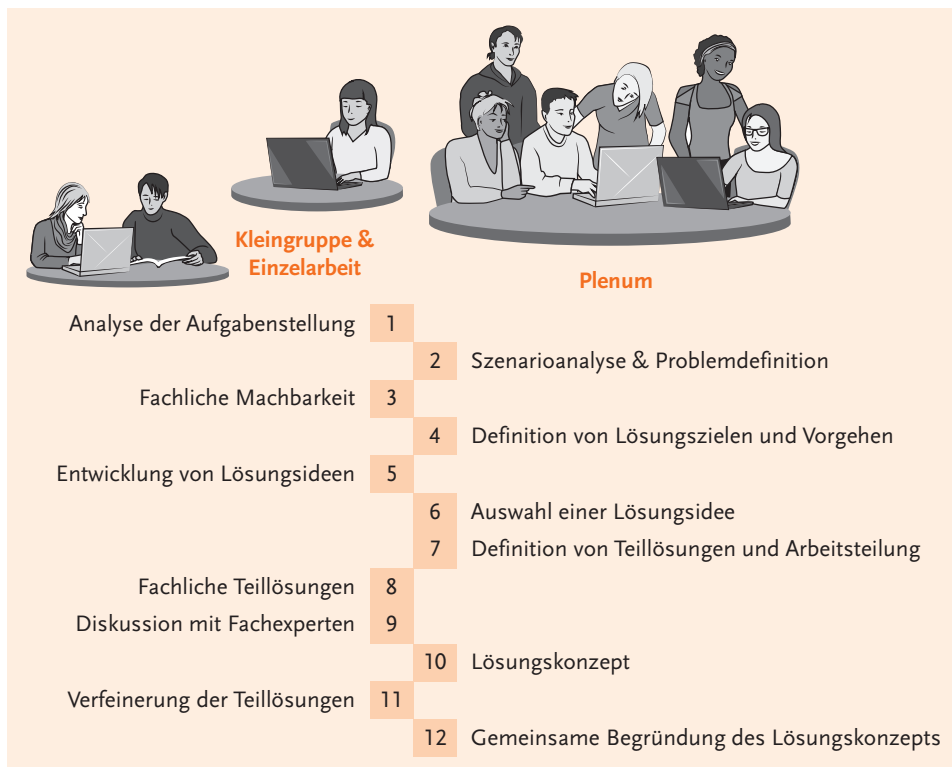 Kleingruppe &
Einzelarbeit
Plenum
Analyse der Aufgabenstellung 1
2 Szenarioanalyse & Problemdefinition
Fachliche Machbarkeit 3
4 Definition von Lösungszielen und Vorgehen
Entwicklung von Lösungsideen 5
6 Auswahl einer Lösungsidee
7 Definition von Teillösungen und Arbeitsteilung
Fachliche Teillösungen 8
Diskussion mit Fachexperten 9
10 Lösungskonzept
Verfeinerung der Teillösungen 11
12 Gemeinsame Begründung des Lösungskonzepts